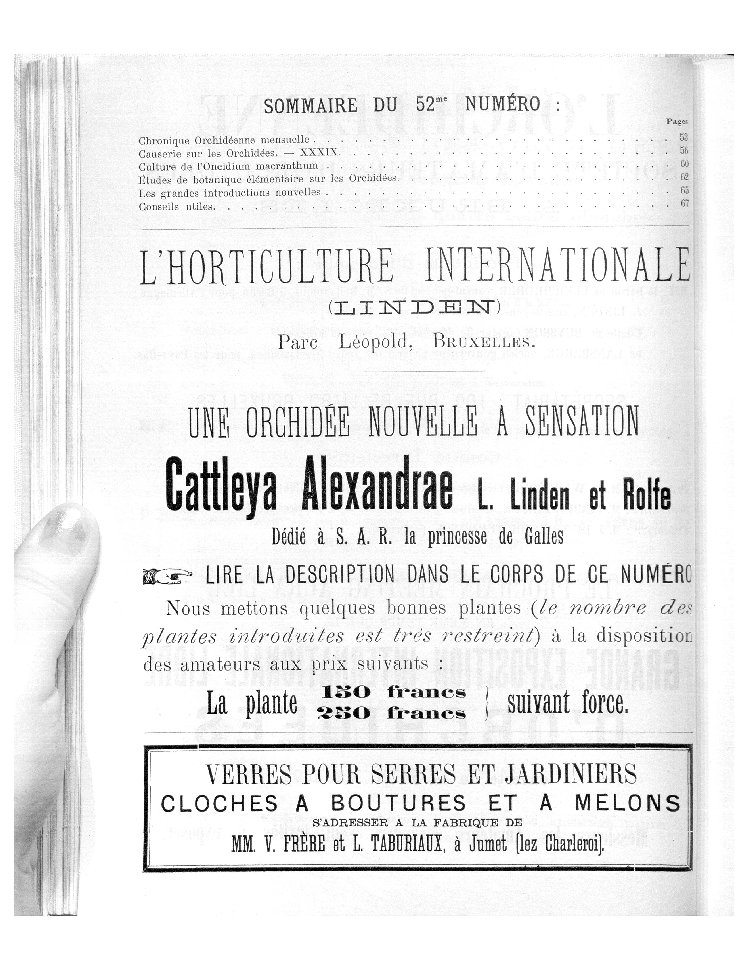 SOMMAIRE DU 52me NUMÉRO :
Pages
Chronique Orchidéenne mensuelle . . . . . . . . . . 53
Causerie sur les Orchidées. — XXXIX. . . . . . . . . . 56
Culture de l'Oncidium macranthum . . . . . . . . . . 60
Études de botanique élémentaire sur les Orchidées. . . . . . . . . . 62
Les grandes introductions nouvelles . . . . . . . . . . 65
Conseils utiles. . . . . . . . . . 67
L'HORTICULTURE INTERNATIONALE
(LINDEN)
Parc Léopold, BRUXELLES.
UNE ORCHIDÉE NOUVELLE A SENSATION
Cattleya Alexandrae L. Linden et Rolfe
Dédié à S. A. R. la princesse de Galles
☞ LIRE LA DESCRIPTION DANS LE CORPS DE CE NUMÉRO
Nous mettons quelques bonnes plantes (le nombre des
plantes introduites est très restreint) à la disposition
des amateurs aux prix suivants :
La plante 150 francs
250 francs } suivant force.
VERRES POUR SERRES ET JARDINIERS
CLOCHES A BOUTURES ET A MELONS
S'ADRESSER A LA FABRIQUE DE
MM. V. FRÈRE et L. TABURIAUX, à Jumet (lez Charleroi).